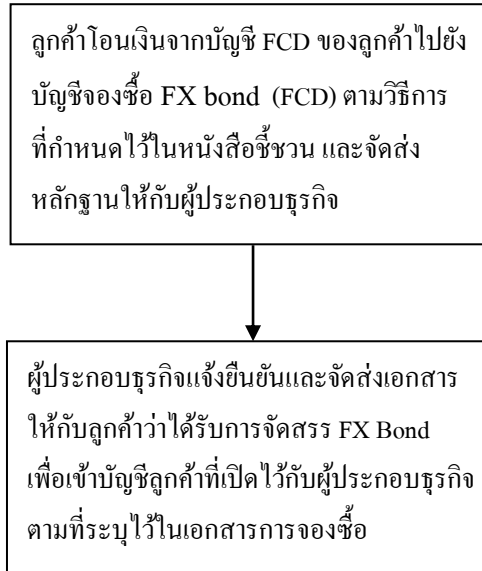 ลูกค้าโอนเงินจากบัญชี FCD ของลูกค้าไปยัง
บัญชีจองซื้อ FX bond (FCD) ตามวิธีการ
ที่กำหนดไว้ในหนังสือชี้ชวน และจัดส่ง
หลักฐานให้กับผู้ประกอบธุรกิจ
ผู้ประกอบธุรกิจแจ้งยืนยันและจัดส่งเอกสาร
ให้กับลูกค้าว่าได้รับการจัดสรร FX Bond
เพื่อเข้าบัญชีลูกค้าที่เปิดไว้กับผู้ประกอบธุรกิจ
ตามที่ระบุไว้ในเอกสารการจองซื้อ